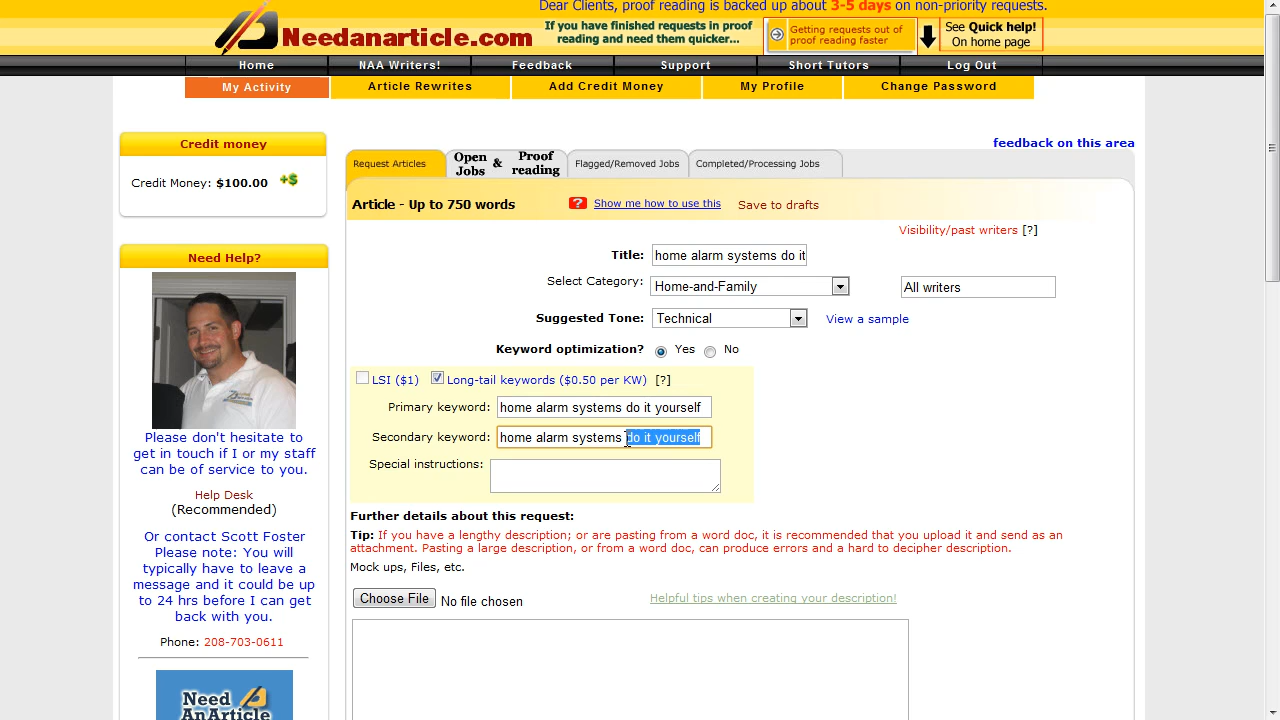 Dear Clients, proof reading is backed up about 3-5 days on non-priority requests.
Needanarticle.com
If you have finished requests in proof
reading and need them quicker...
Getting requests out of
proof reading faster
See Quick help!
On home page
Home NAA Writers! Feedback Support Short Tutors Log Out
My Activity Article Rewrites Add Credit Money My Profile Change Password
Credit money
Credit Money: $100.00 +$
feedback on this area
Request Articles
Open Jobs & Proof reading
Flagged/Removed Jobs
Completed/Processing Jobs
Article - Up to 750 words
? Show me how to use this
Save to drafts
Visibility/past writers [?]
Title: home alarm systems do it
Select Category: Home-and-Family
All writers
Suggested Tone: Technical
View a sample
Keyword optimization? Yes No
LSI ($1) Long-tail keywords ($0.50 per KW) [?]
Primary keyword: home alarm systems do it yourself
Secondary keyword: home alarm systems do it yourself
Special instructions:
Further details about this request:
Tip: If you have a lengthy description; or are pasting from a word doc, it is recommended that you upload it and send as an
attachment. Pasting a large description, or from a word doc, can produce errors and a hard to decipher description.
Mock ups, Files, etc.
Choose File No file chosen
Helpful tips when creating your description!
Need Help?
Please don't hesitate to
get in touch if I or my staff
can be of service to you.
Help Desk
(Recommended)
Or contact Scott Foster
Please note: You will
typically have to leave a
message and it could be up
to 24 hrs before I can get
back with you.
Phone: 208-703-0611
Need
AnArticle